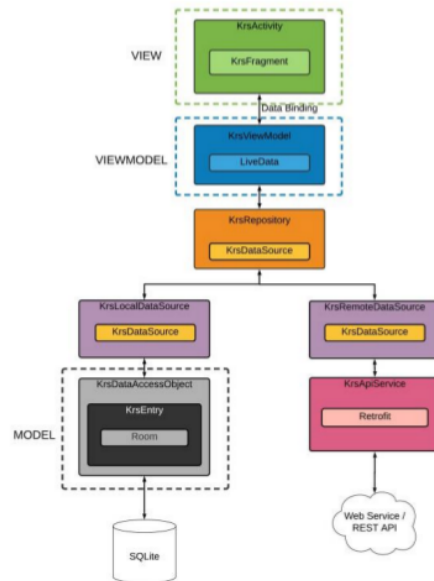 KrsActivity
VIEW
KrsFragment
Data Binding
KrsViewModel
VIEWMODEL
LiveData
KrsRepository
KrsDataSource
KrsLocalDataSource
KrsDataSource
KrsRemoteDataSource
KrsDataSource
KrsDataAccessObject
KrsEntry
Room
MODEL
KrsApiService
Retrofit
SQLite
Web Service /
REST API